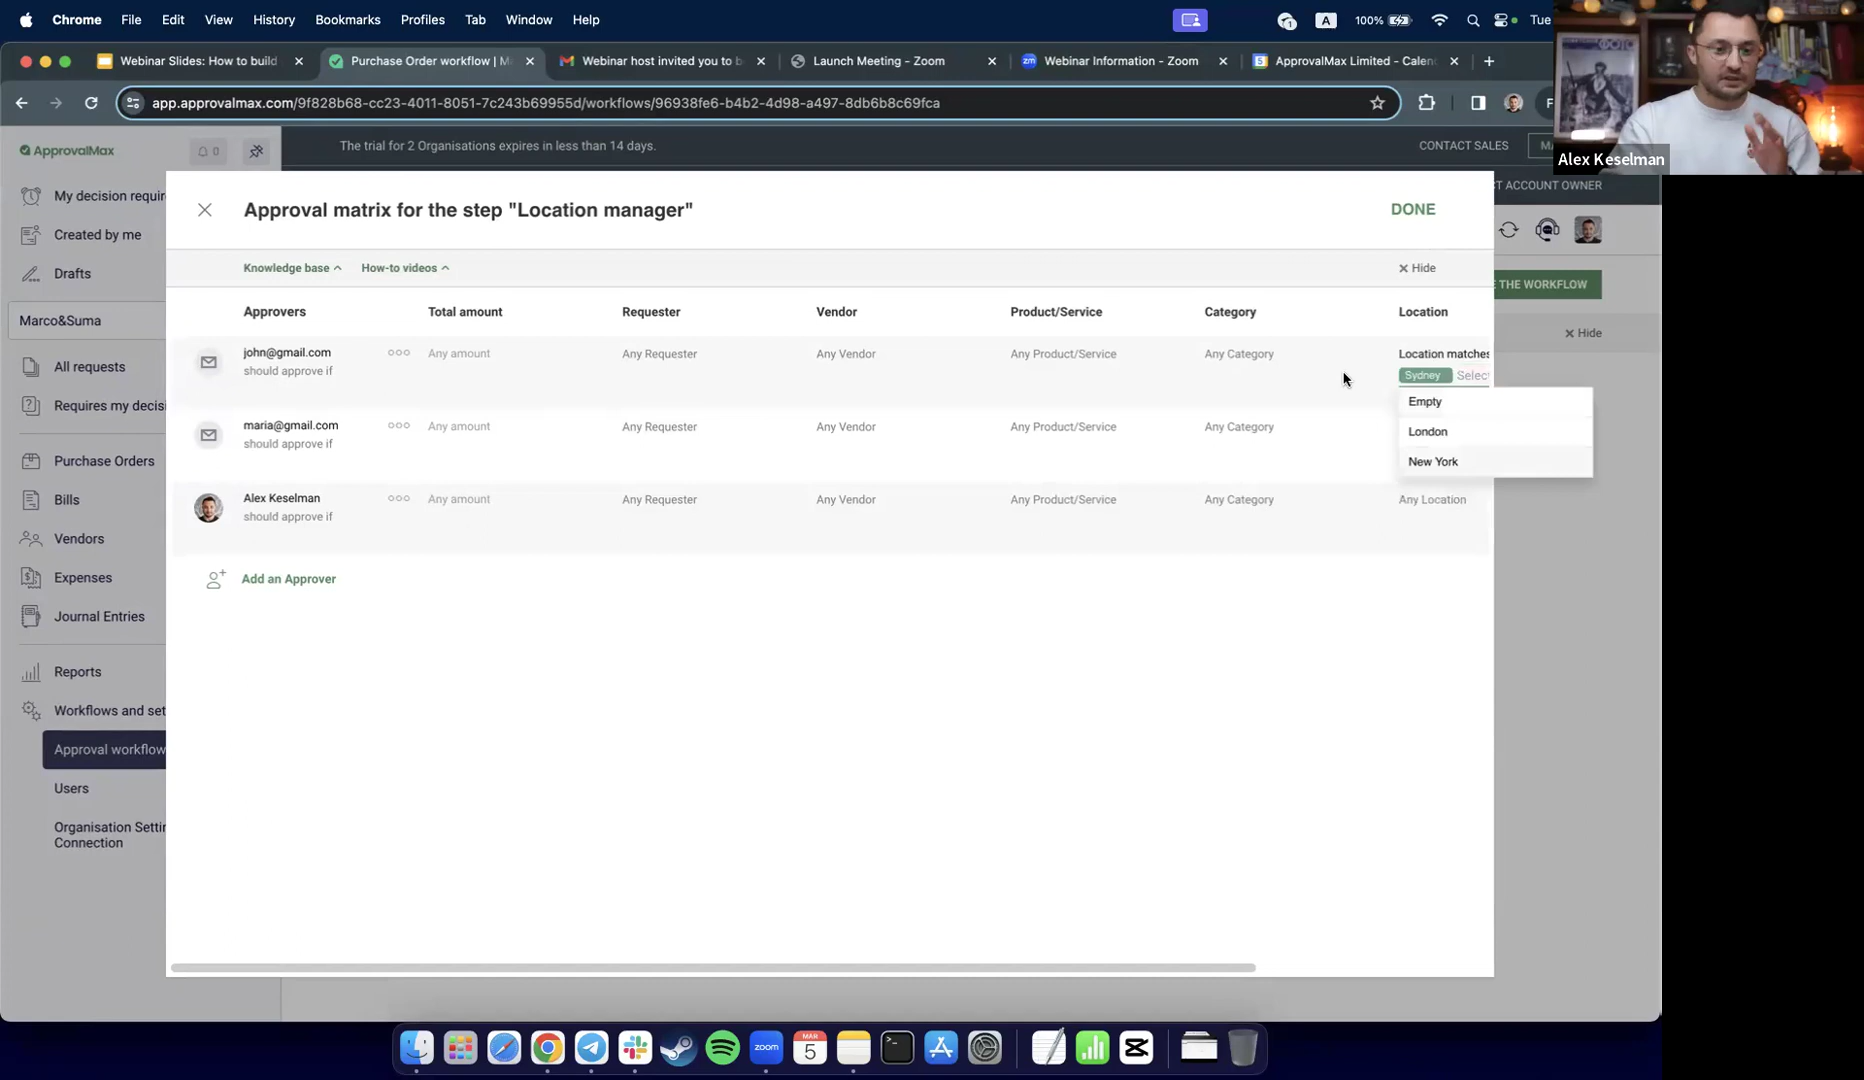 Chrome File Edit View History Bookmarks Profiles Tab Window Help
A 100% Tue
Webinar Slides: How to build
Purchase Order workflow | M
Webinar host invited you to b
Launch Meeting - Zoom
zm Webinar Information - Zoom
ApprovalMax Limited - Calen
app.approvalmax.com/9f828b68-cc23-4011-8051-7c243b69955d/workflows/96938fe6-b4b2-4d98-a497-8db6b8c69fca
Alex Keselman
ApprovalMax
0
The trial for 2 Organisations expires in less than 14 days.
CONTACT SALES
CT ACCOUNT OWNER
My decision requir
Created by me
Drafts
Marco&Suma
All requests
Requires my decisi
Purchase Orders
Bills
Vendors
Expenses
Journal Entries
Reports
Workflows and set
Approval workflow
Users
Organisation Settin
Connection
Approval matrix for the step "Location manager"
DONE
Knowledge base How-to videos
Hide
E THE WORKFLOW
Hide
Approvers Total amount Requester Vendor Product/Service Category Location
john@gmail.com Any amount Any Requester Any Vendor Any Product/Service Any Category Location matches
should approve if Sydney Select
Empty
London
New York
maria@gmail.com Any amount Any Requester Any Vendor Any Product/Service Any Category
should approve if
Alex Keselman Any amount Any Requester Any Vendor Any Product/Service Any Category Any Location
should approve if
Add an Approver
zoom
MAR
5